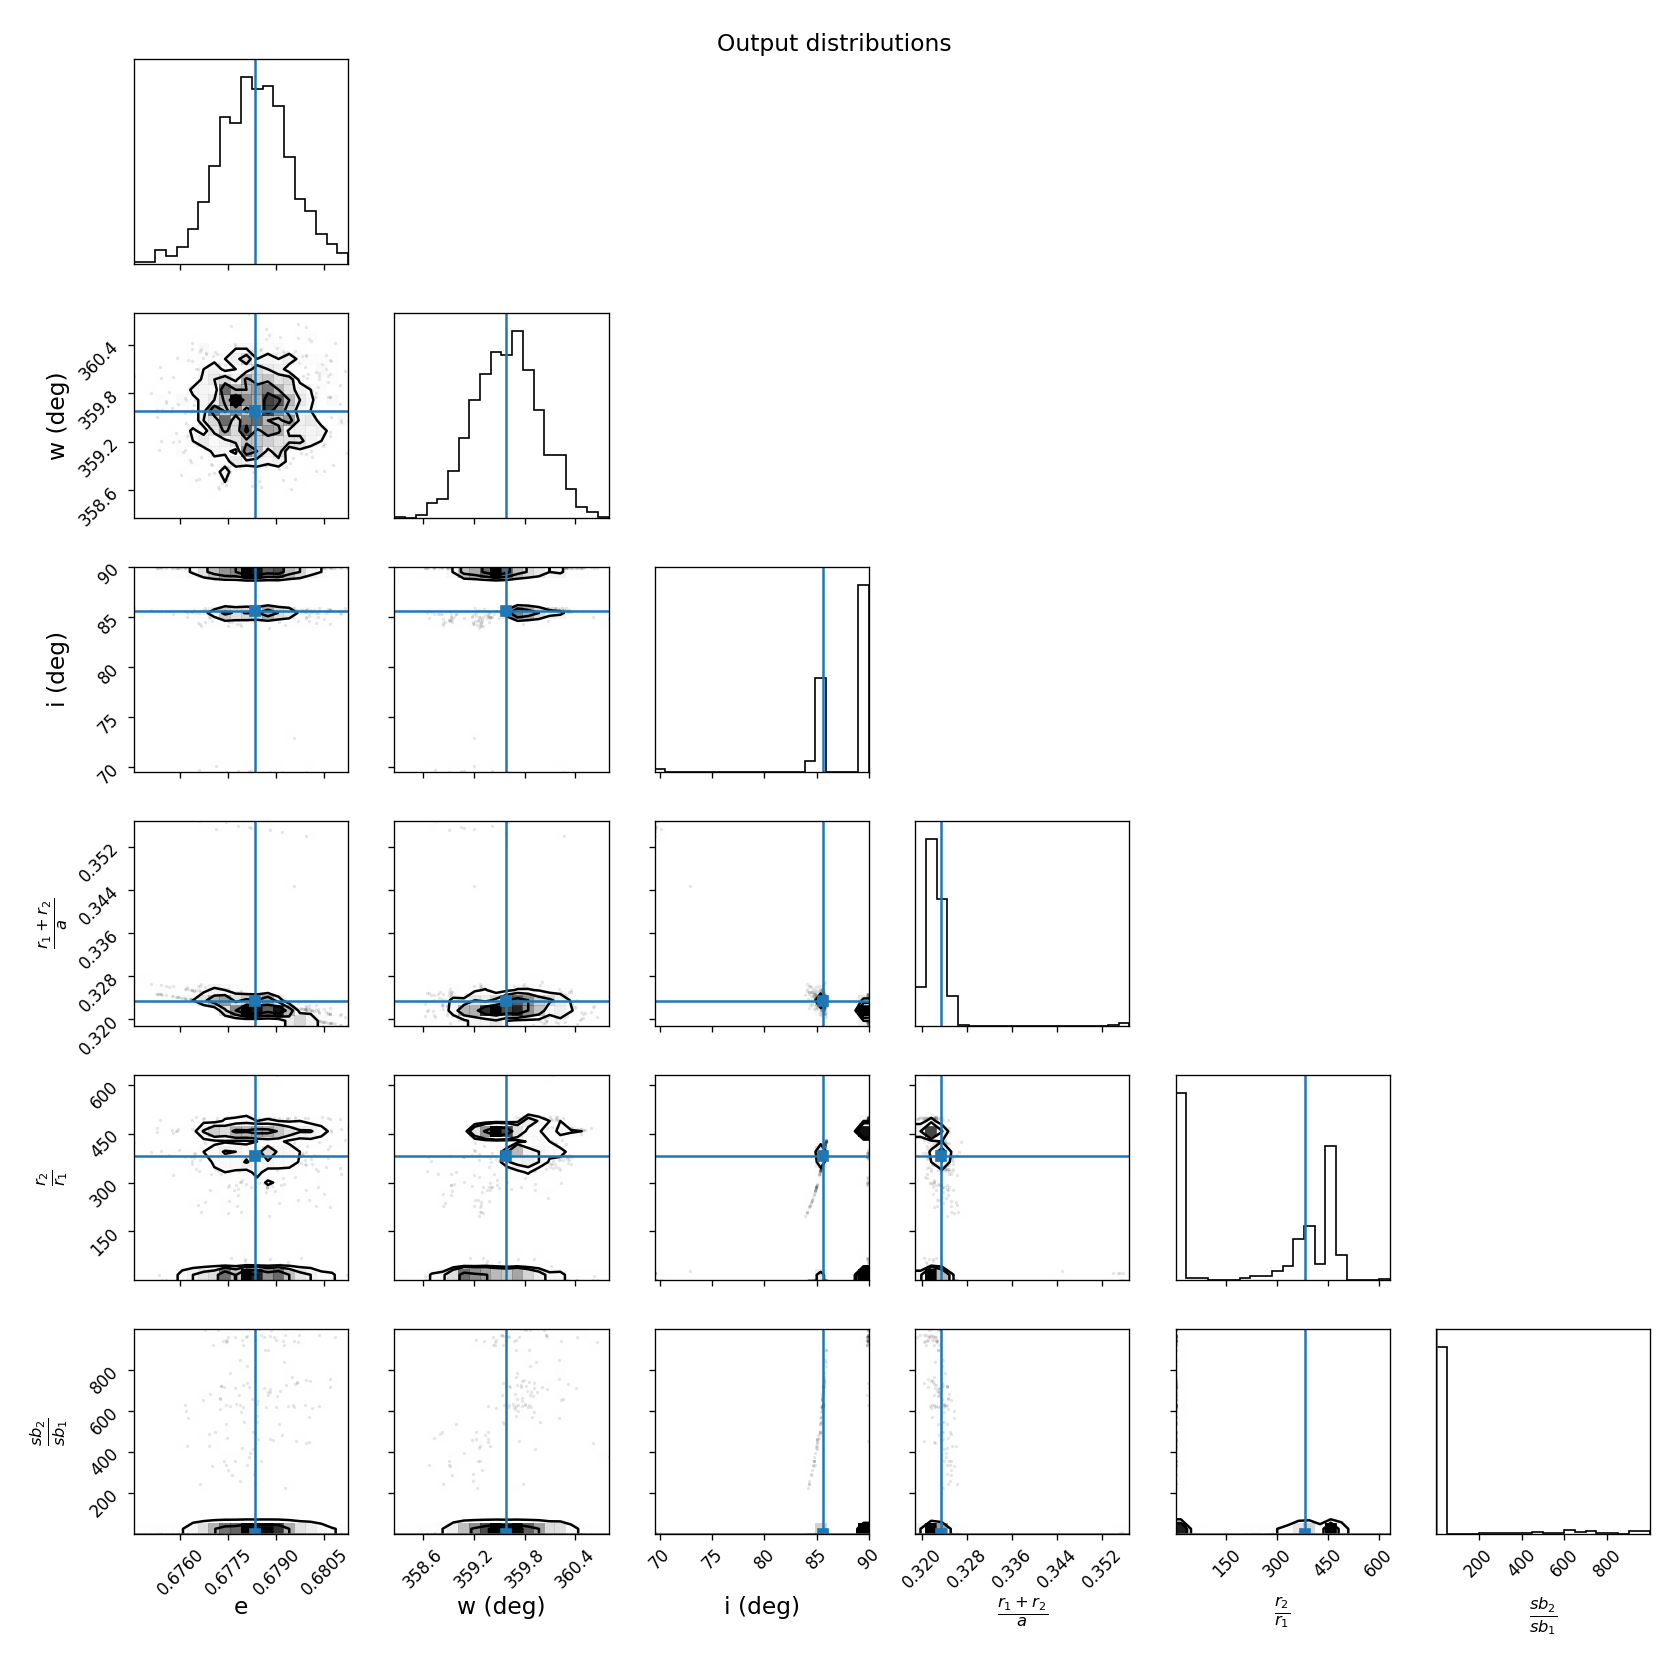 Output distributions
w (deg)
360.4
359.8
359.2
358.6
i (deg)
90
85
80
75
70
r₁ + r₂
a
0.352
0.344
0.336
0.328
0.320
r₂
r₁
600
450
300
150
sb₂
sb₁
800
600
400
200
0.6760 0.6775 0.6790 0.6805
e
358.6 359.2 359.8 360.4
w (deg)
70 75 80 85 90
i (deg)
0.320 0.328 0.336 0.344 0.352
r₁ + r₂
a
150 300 450 600
r₂
r₁
200 400 600 800
sb₂
sb₁